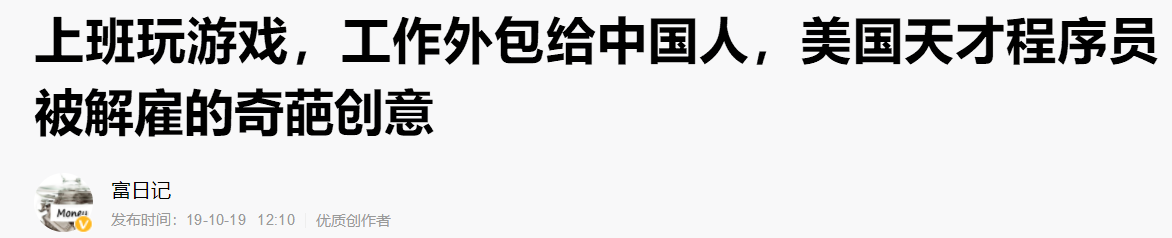 上班玩游戏，工作外包给中国人，美国天才程序员
被解雇的奇葩创意
富日记
Money
发布时间：19-10-19 12:10 优质创作者